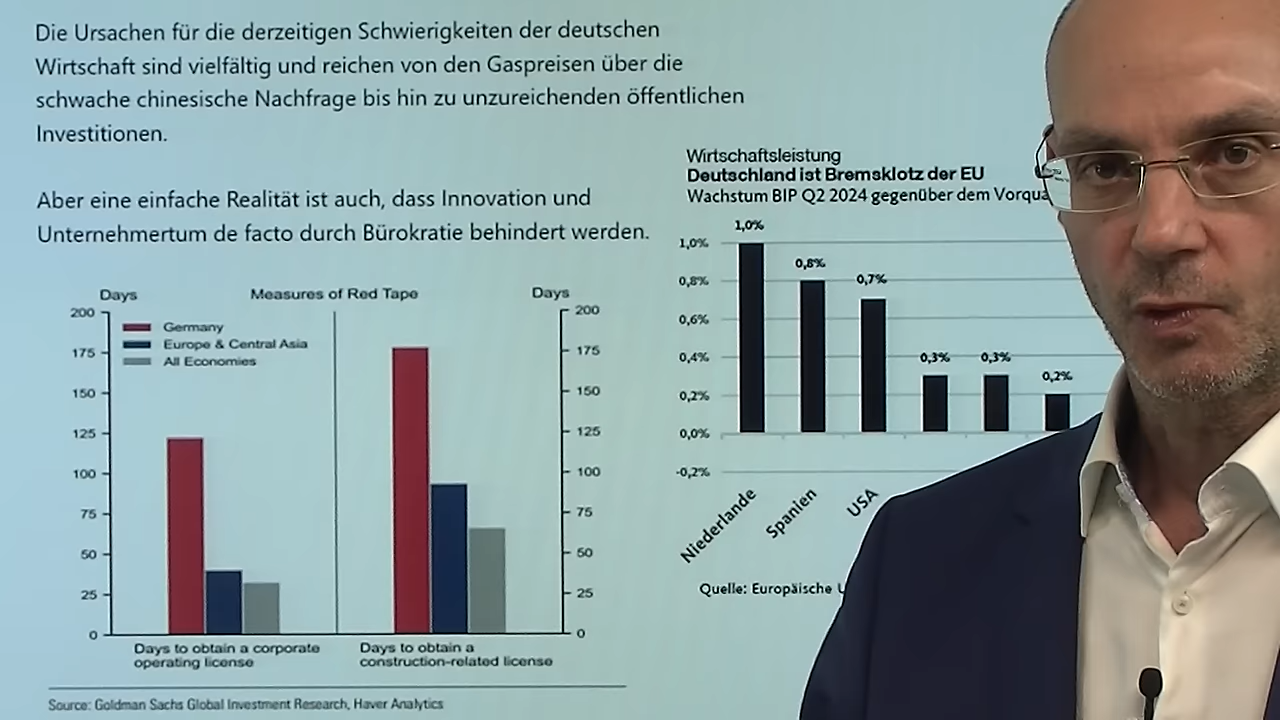 Die Ursachen für die derzeitigen Schwierigkeiten der deutschen
Wirtschaft sind vielfältig und reichen von den Gaspreisen über die
schwache chinesische Nachfrage bis hin zu unzureichenden öffentlichen
Investitionen.
Aber eine einfache Realität ist auch, dass Innovation und
Unternehmertum de facto durch Bürokratie behindert werden.
Days Measures of Red Tape Days
Germany
Europe & Central Asia
All Economies
200 200
175 175
150 150
125 125
100 100
75 75
50 50
25 25
0 0
Days to obtain a corporate
operating license
Days to obtain a
construction-related license
Source: Goldman Sachs Global Investment Research, Haver Analytics
Wirtschaftsleistung
Deutschland ist Bremsklotz der EU
Wachstum BIP Q2 2024 gegenüber dem
1,0% 0,8% 0,7% 0,3% 0,3% 0,2%
1,0%
0,8%
0,6%
0,4%
0,2%
0,0%
-0,2%
Niederlande
Spanien
USA
Quelle: Europäische